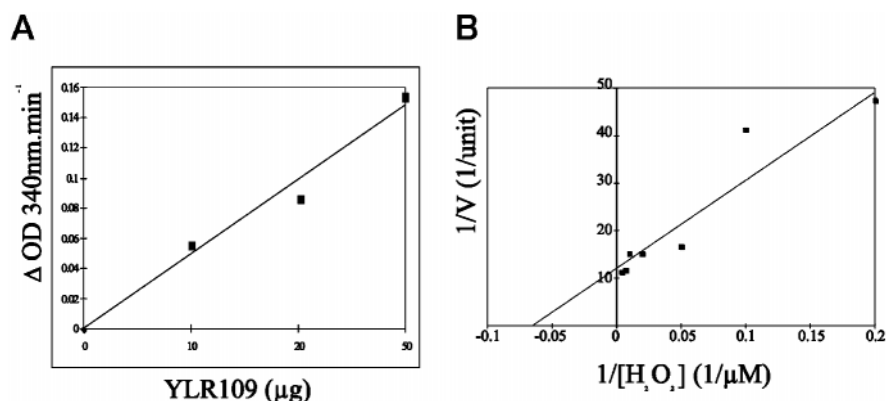 A
Δ OD 340nm.min⁻¹
0.16
0.14
0.12
0.1
0.08
0.06
0.04
0.02
0
0 10 20 50
YLR109 (μg)
B
1/V (1/unit)
50
40
30
20
10
-0.1 -0.05 0 0.05 0.1 0.15 0.2
1/[H₂O₂] (1/μM)